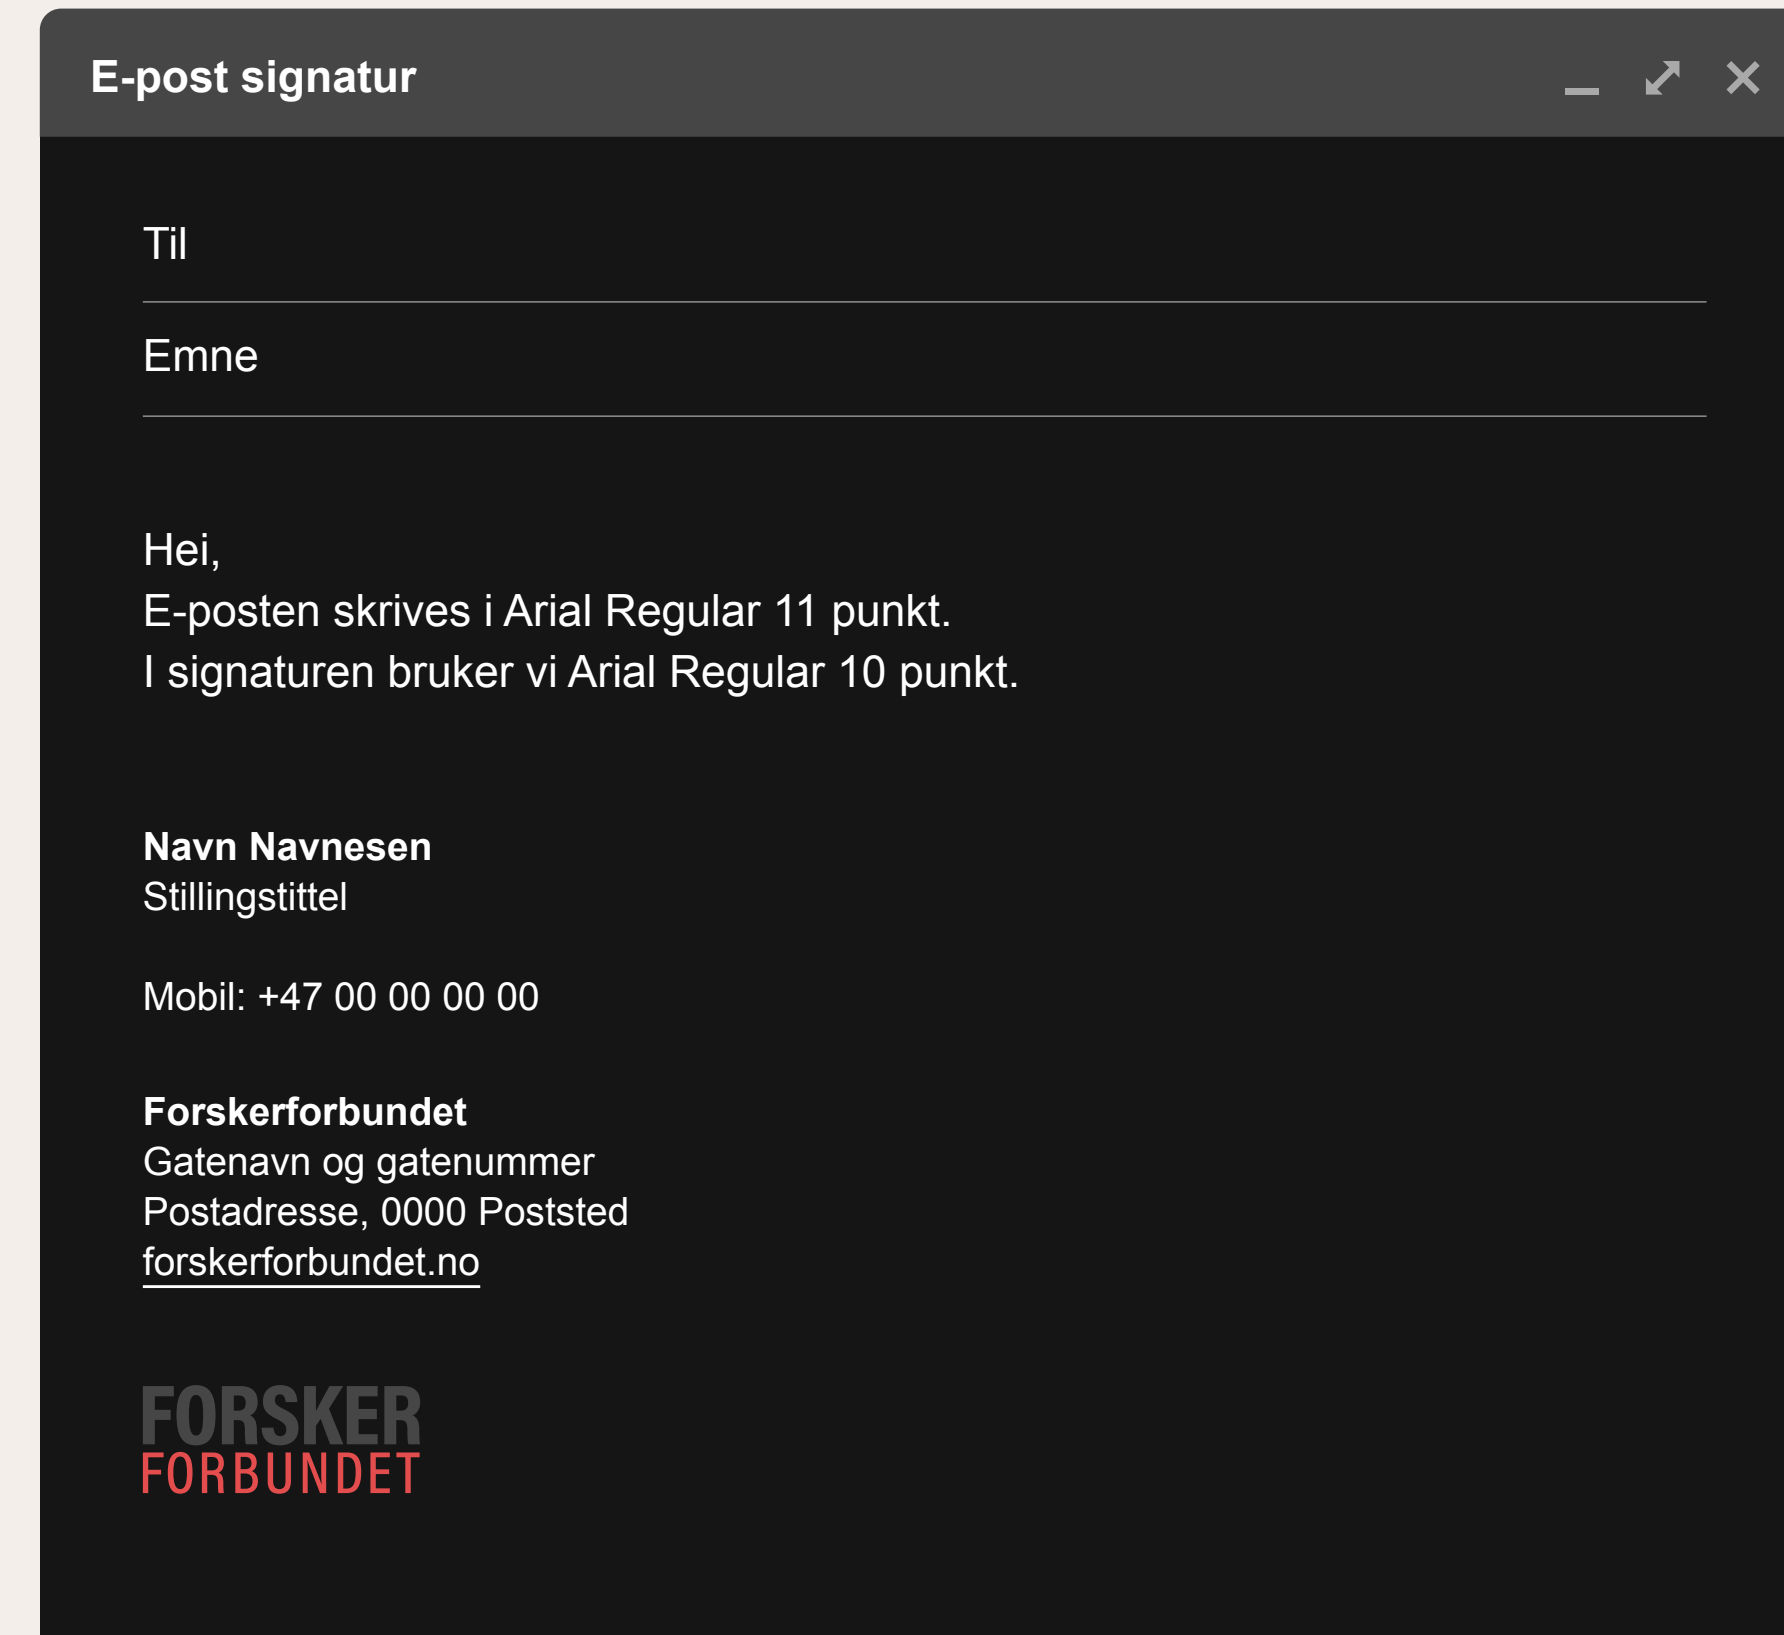 E-post signatur
Til
Emne
Hei,
E-posten skrives i Arial Regular 11 punkt.
I signaturen bruker vi Arial Regular 10 punkt.
Navn Navnesen
Stillingstittel
Mobil: +47 00 00 00 00
Forskerforbundet
Gatenavn og gatenummer
Postadresse, 0000 Poststed
forskerforbundet.no
FORSKER
FORBUNDET